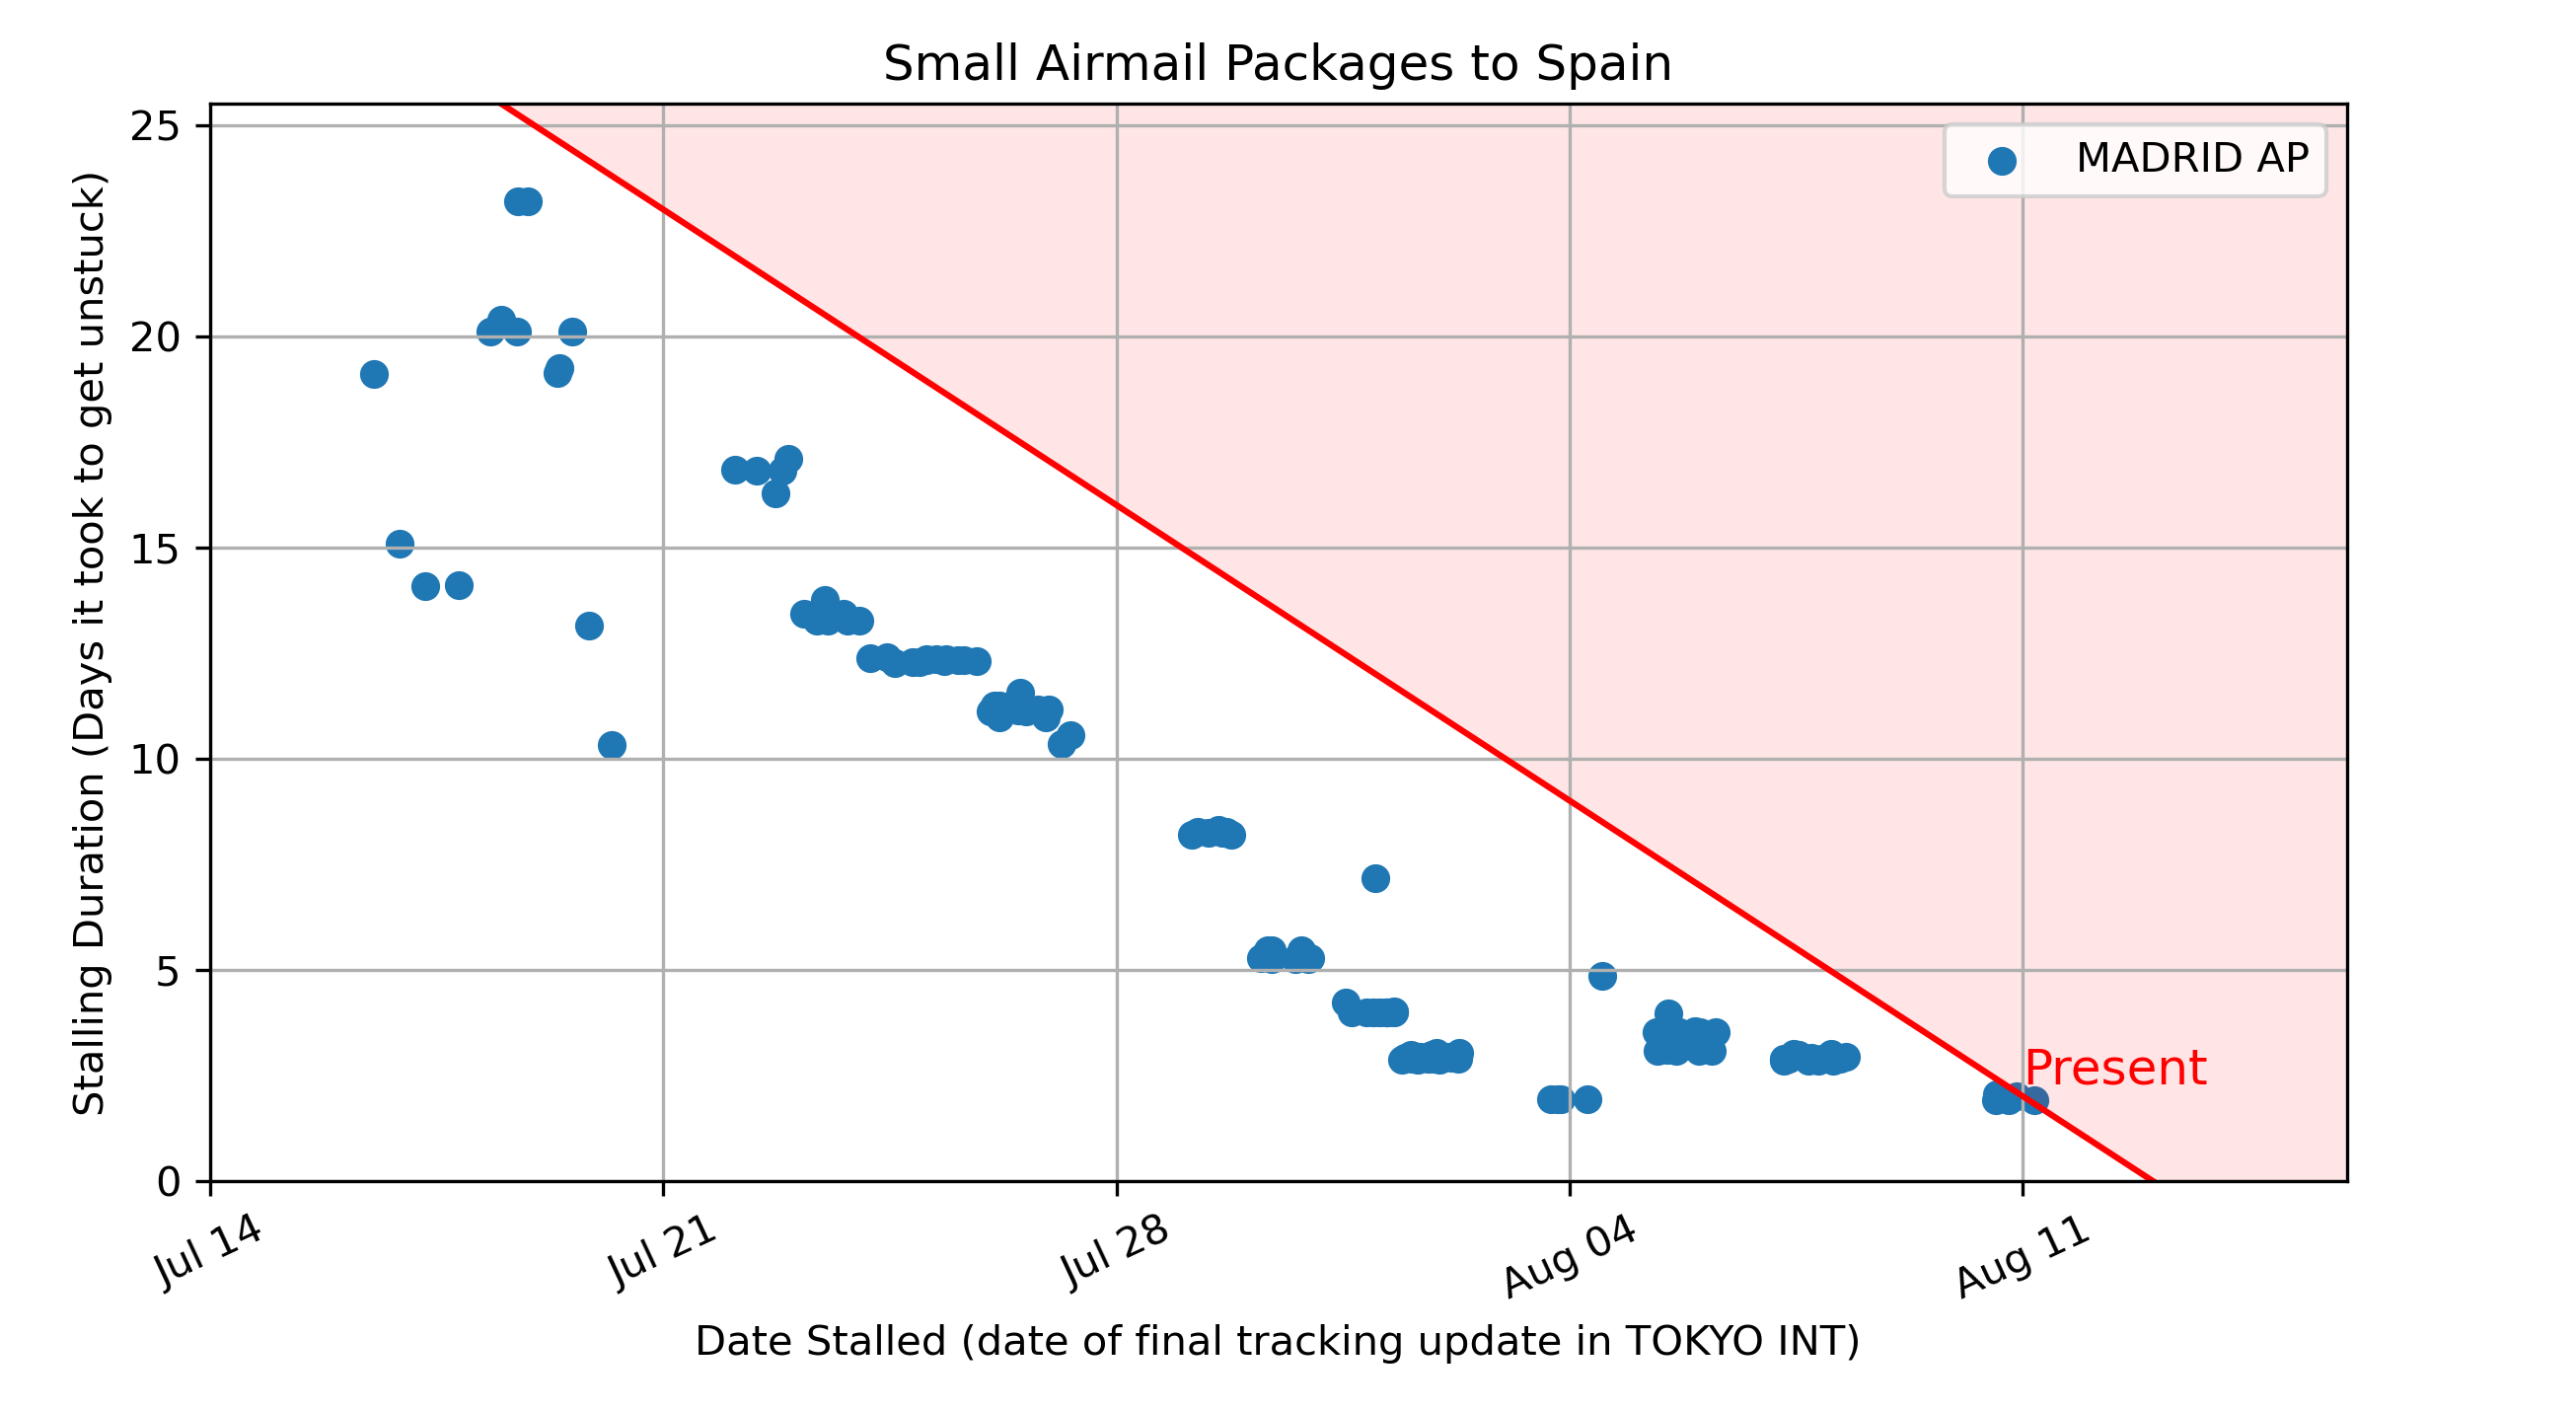 Small Airmail Packages to Spain
MADRID AP
Stalling Duration (Days it took to get unstuck)
25
20
15
10
5
0
Present
Jul 14
Jul 21
Jul 28
Aug 04
Aug 11
Date Stalled (date of final tracking update in TOKYO INT)